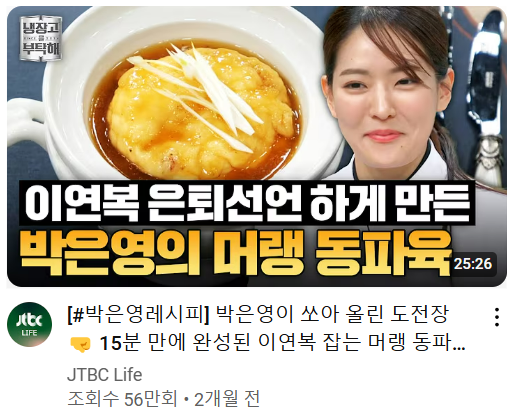 냉장고
를
부탁해
이연복 은퇴선언 하게 만든
박은영의 머랭 동파육
25:26
[#박은영레시피] 박은영이 쏘아 올린 도전장
🤜 15분 만에 완성된 이연복 잡는 머랭 동파...
JTBC Life
조회수 56만회 • 2개월 전
jtbc
LIFE